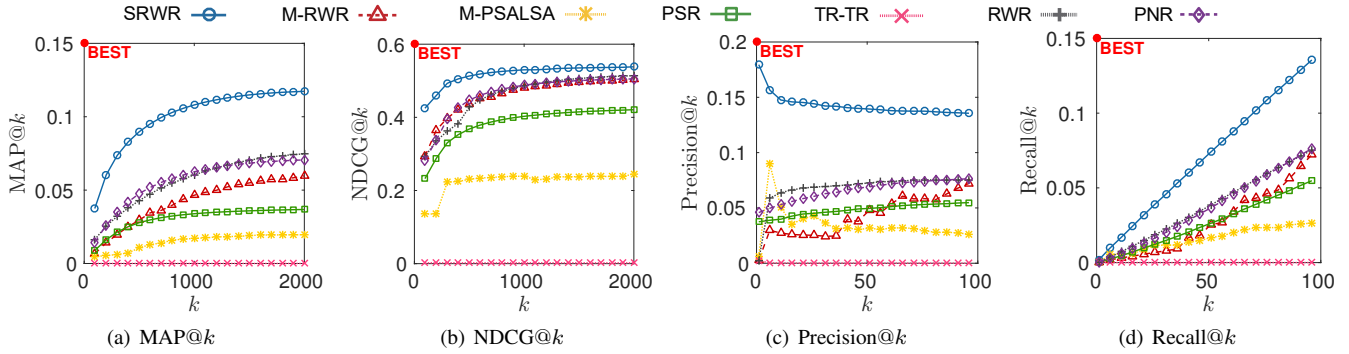 SRWR M-RWR M-PSALSA PSR TR-TR RWR PNR
0.15
0.1
0.05
0
0 1000 2000
MAP@k
k
BEST
(a) MAP@k
0.6
0.4
0.2
0.0
0 1000 2000
NDCG@k
k
BEST
(b) NDCG@k
0.2
0.15
0.1
0.05
0
0 50 100
Precision@k
k
BEST
(c) Precision@k
0.15
0.1
0.05
0
0 50 100
Recall@k
k
BEST
(d) Recall@k